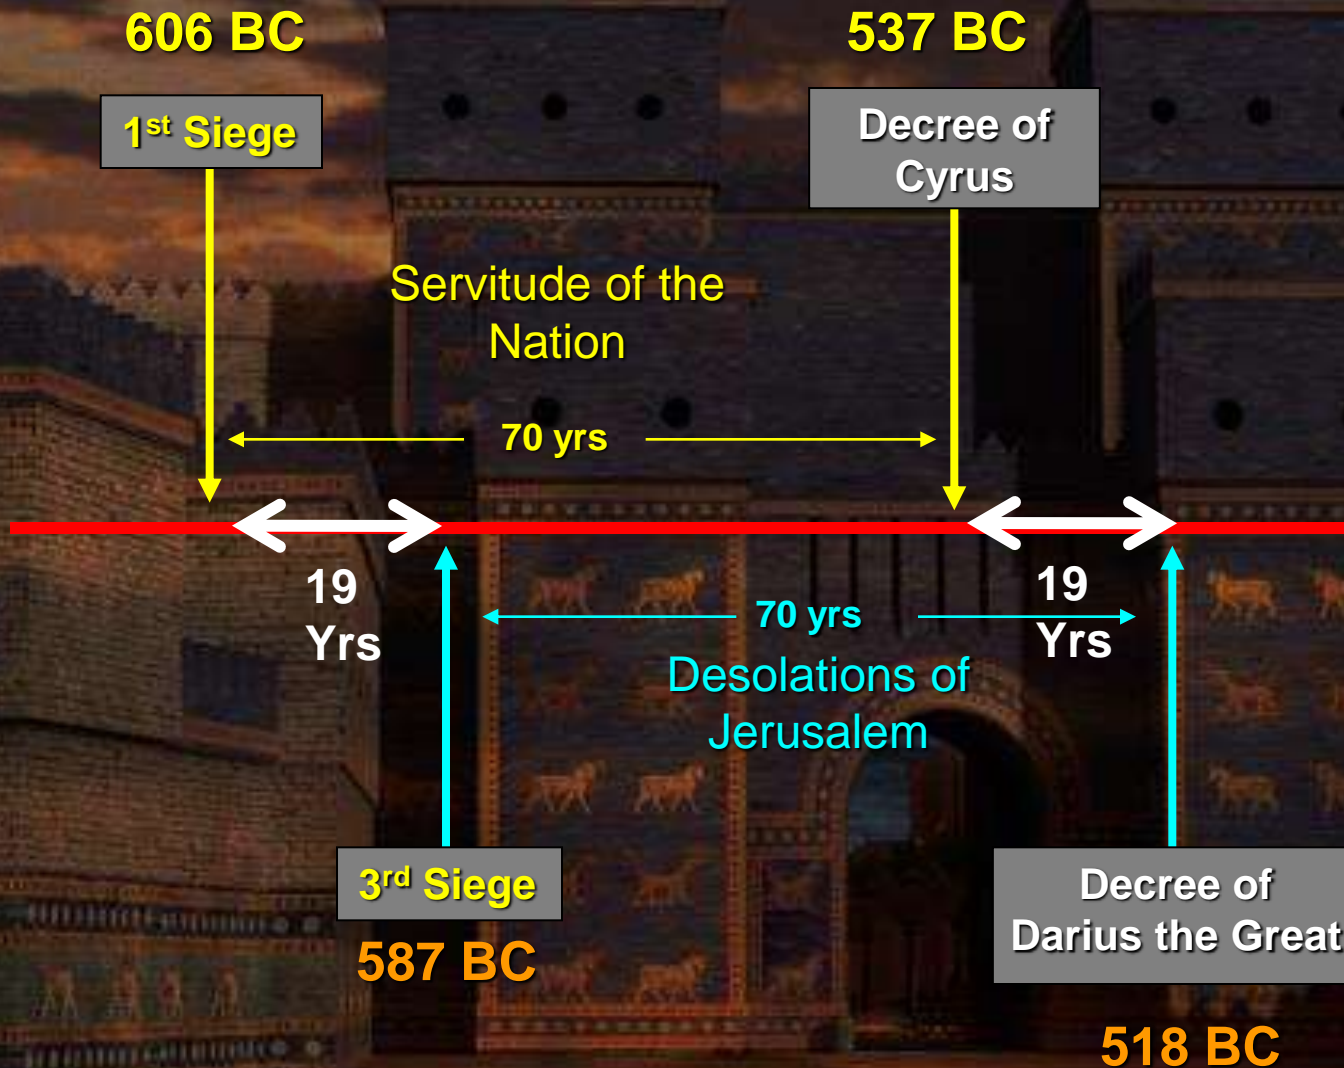 606 BC
537 BC
1st Siege
Decree of
Cyrus
Servitude of the
Nation
70 yrs
19
Yrs
70 yrs
19
Yrs
Desolations of
Jerusalem
3rd Siege
587 BC
Decree of
Darius the Great
518 BC